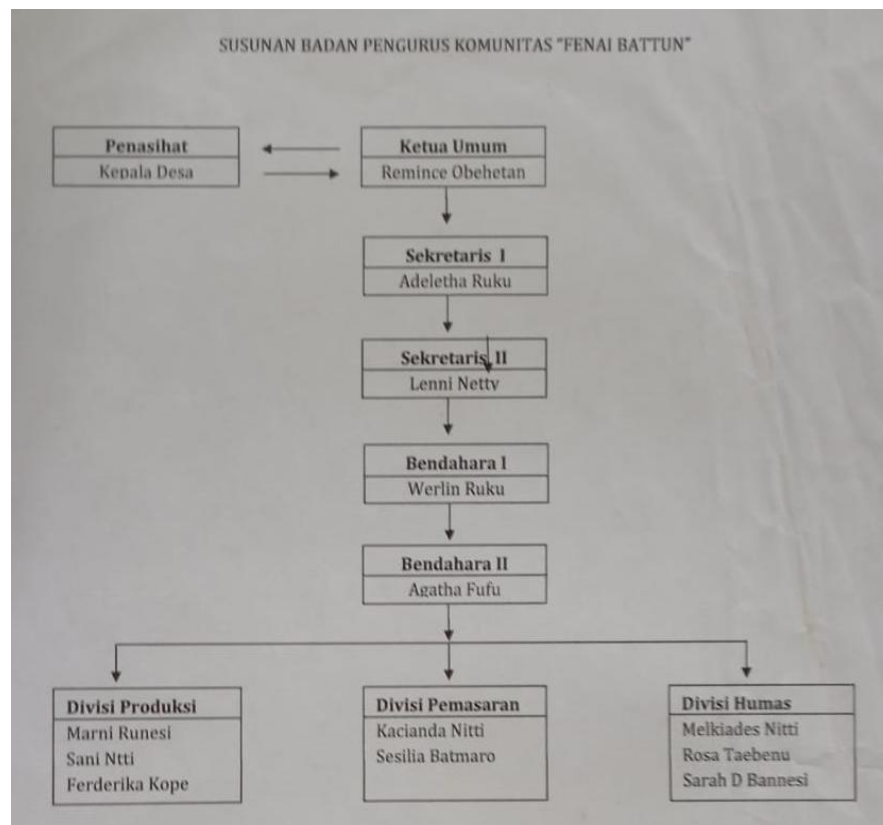 SUSUNAN BADAN PENGURUS KOMUNITAS "FENAI BATTUN"
Penasihat
Kepala Desa
Ketua Umum
Remince Obehetan
Sekretaris I
Adeletha Ruku
Sekretaris II
Lenni Netty
Bendahara I
Werlin Ruku
Bendahara II
Agatha Fufu
Divisi Produksi
Marni Runesi
Sani Ntti
Ferderika Kope
Divisi Pemasaran
Kacianda Nitti
Sesilia Batmaro
Divisi Humas
Melkiades Nitti
Rosa Taebenu
Sarah D Bannesi